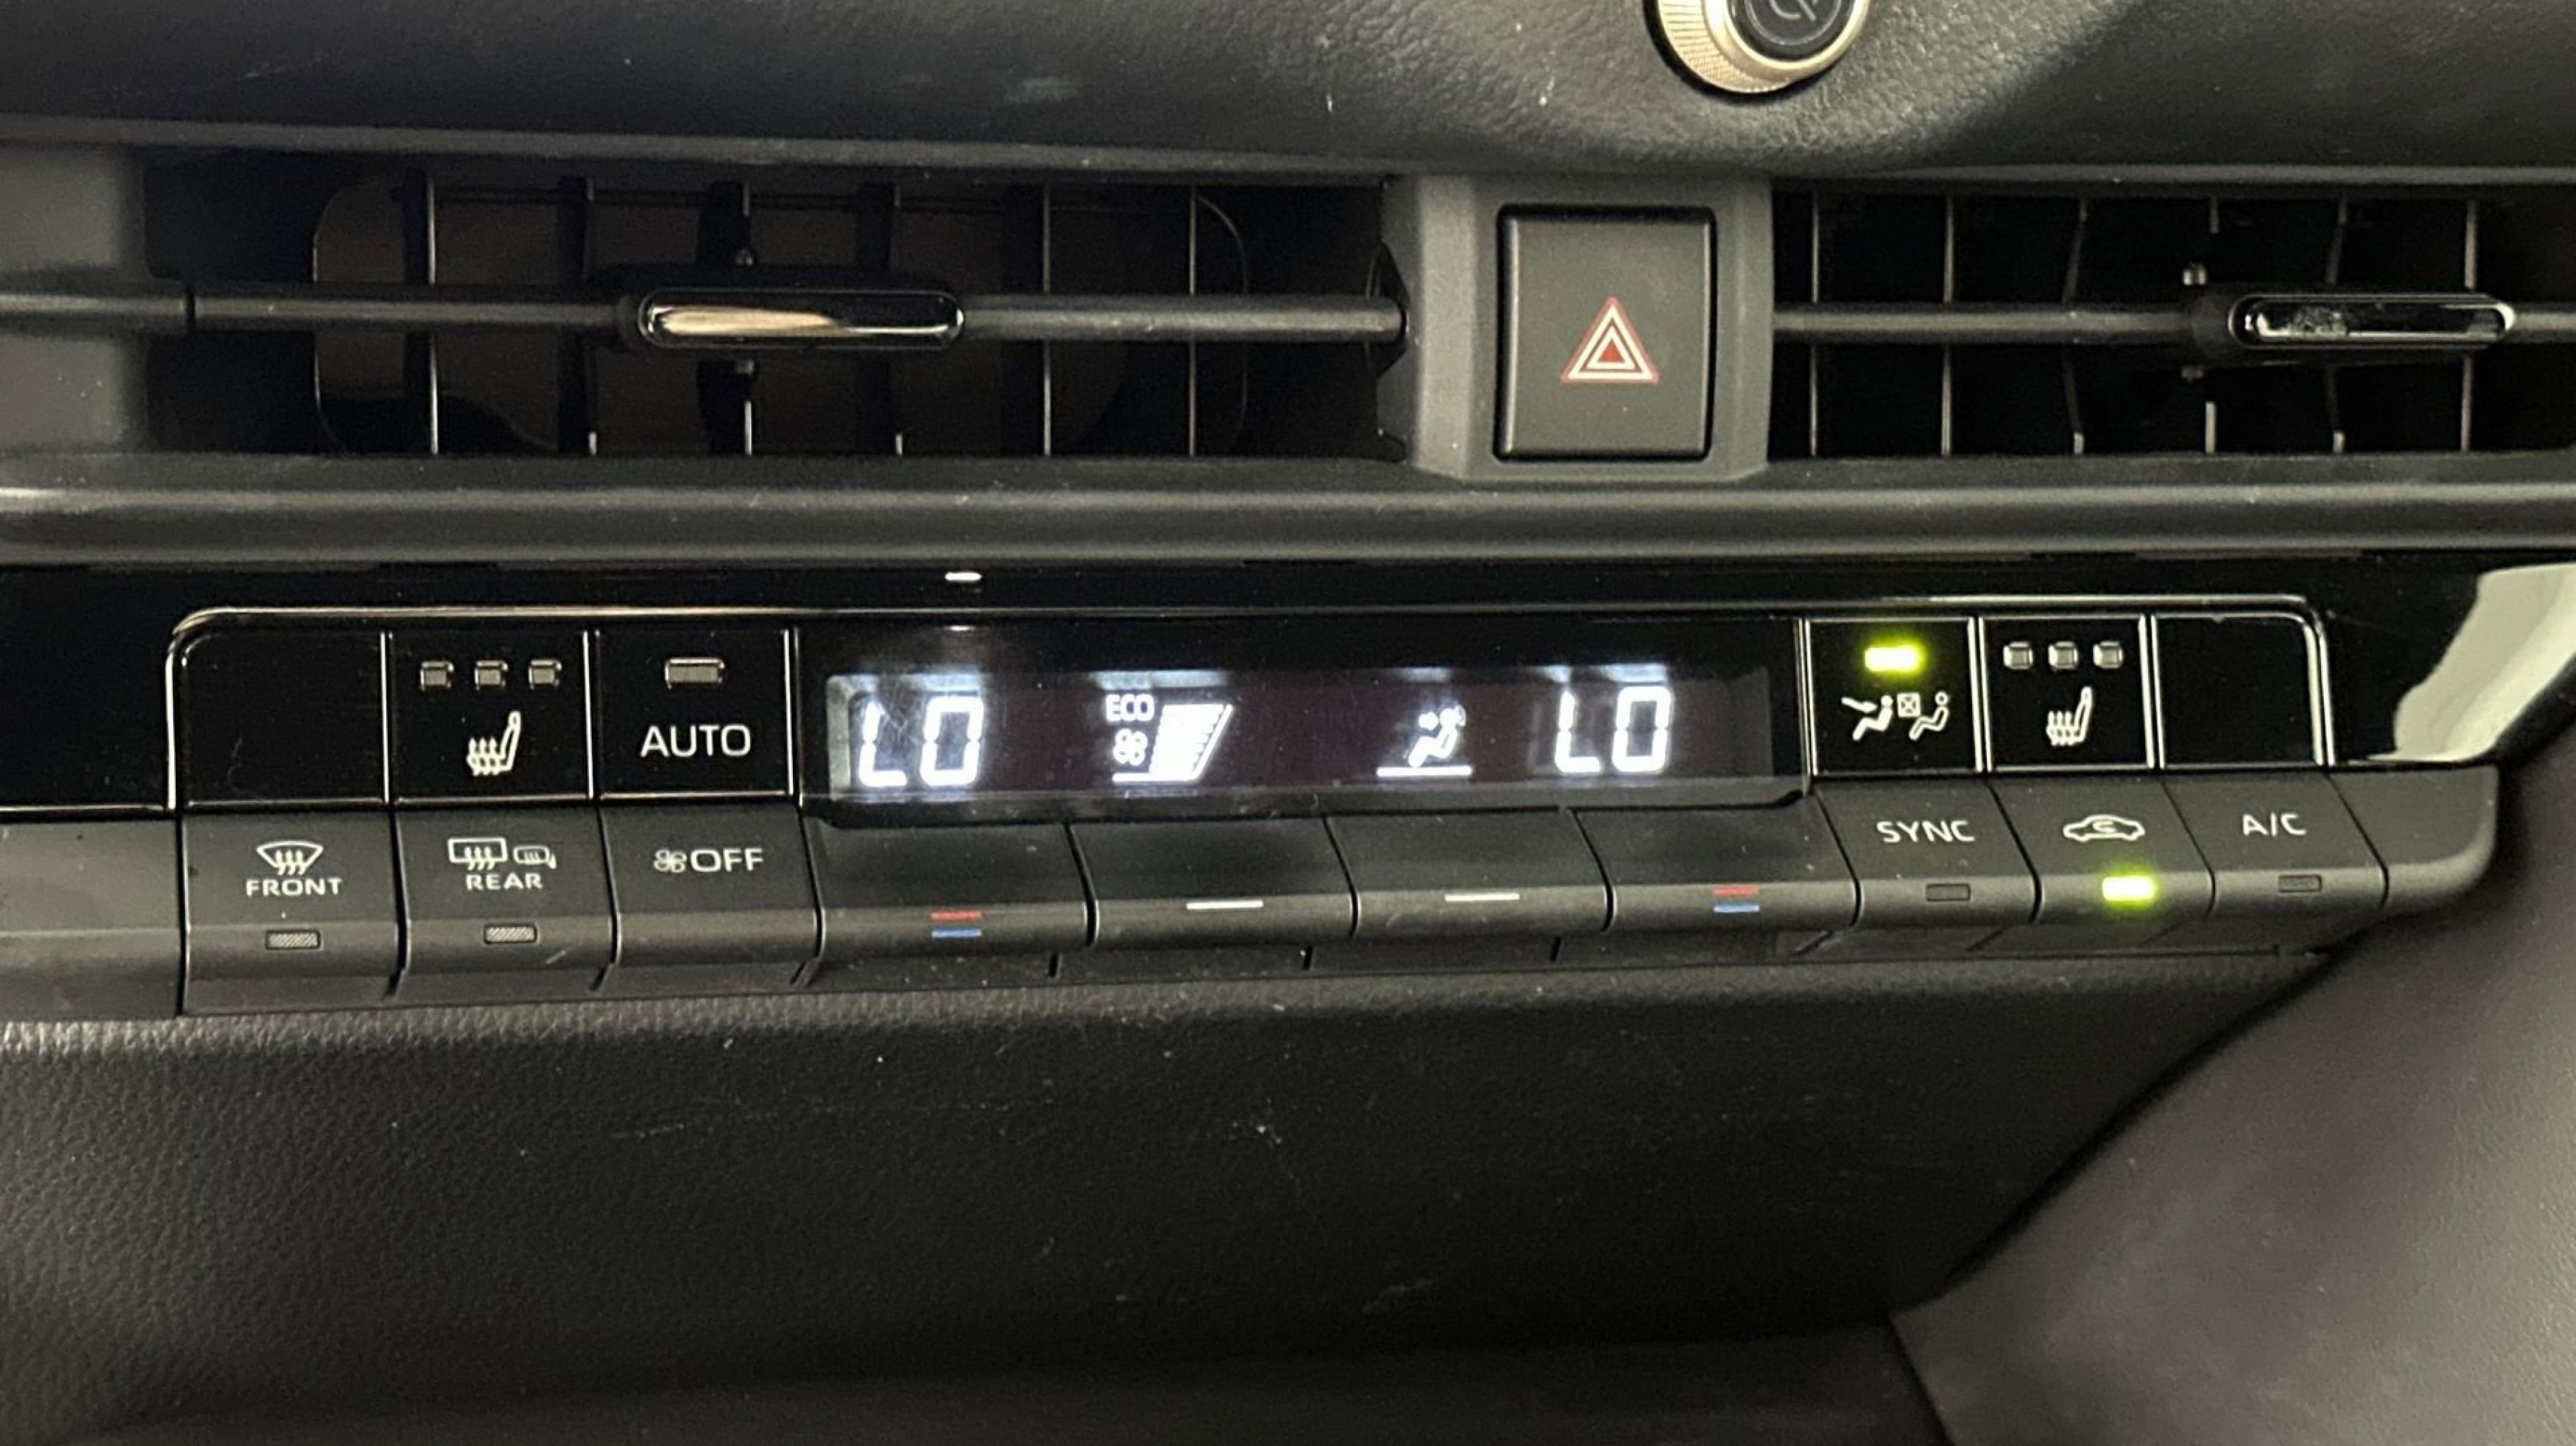 AUTO
LO
ECO
LO
FRONT
REAR
OFF
SYNC
A/C